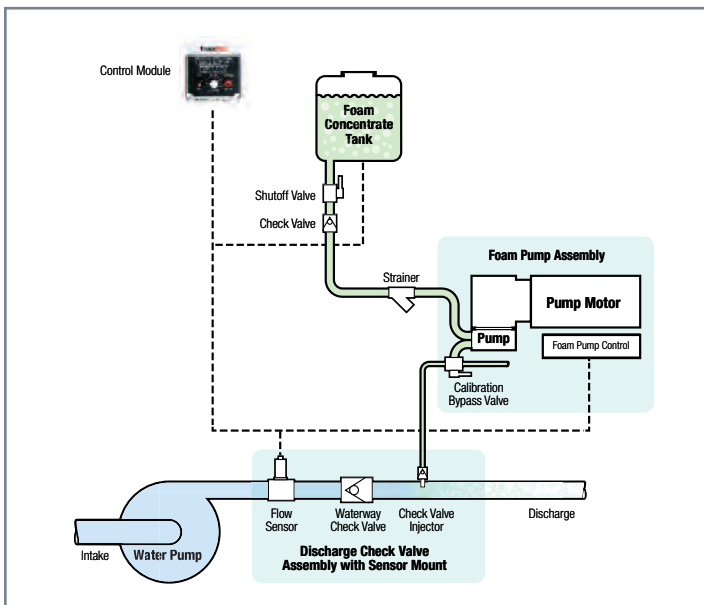 Control Module
Foam
Concentrate
Tank
Shutoff Valve
Check Valve
Strainer
Foam Pump Assembly
Pump Motor
Pump
Foam Pump Control
Calibration
Bypass Valve
Flow
Sensor
Waterway
Check Valve
Check Valve
Injector
Discharge
Intake
Water Pump
Discharge Check Valve
Assembly with Sensor Mount